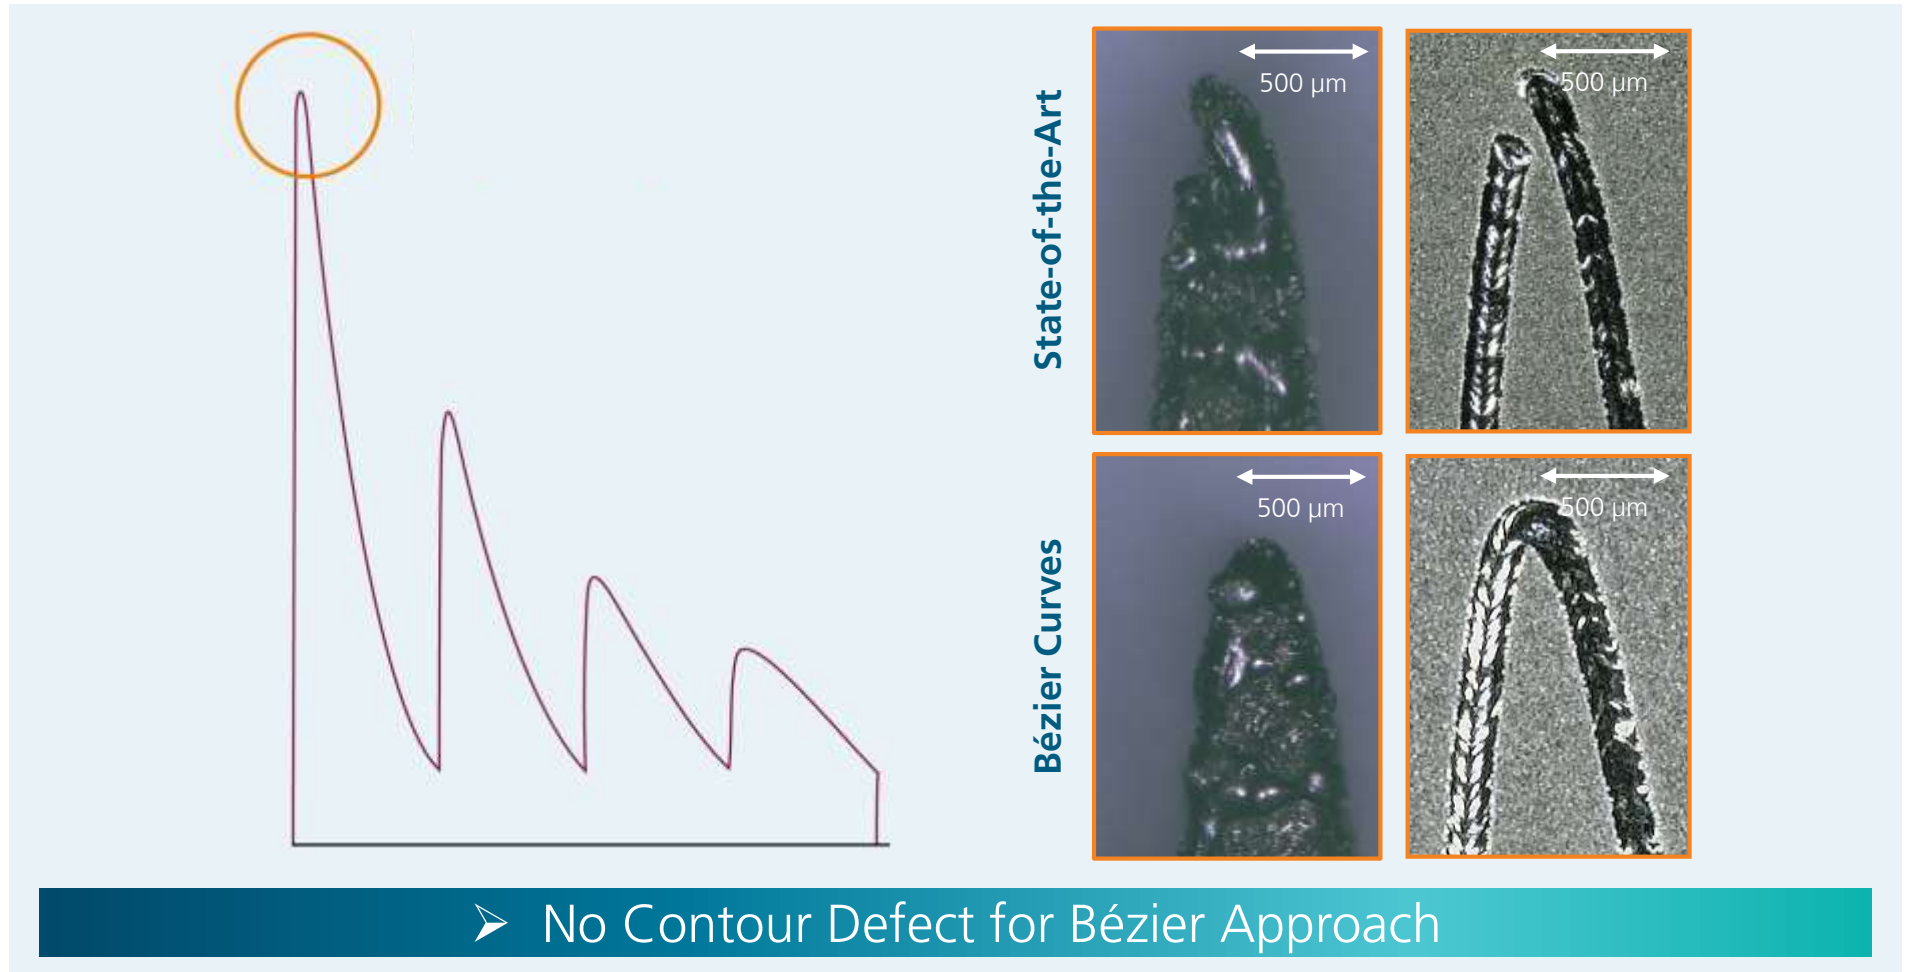 State-of-the-Art
500 µm
500 µm
Bézier Curves
500 µm
500 µm
➢ No Contour Defect for Bézier Approach